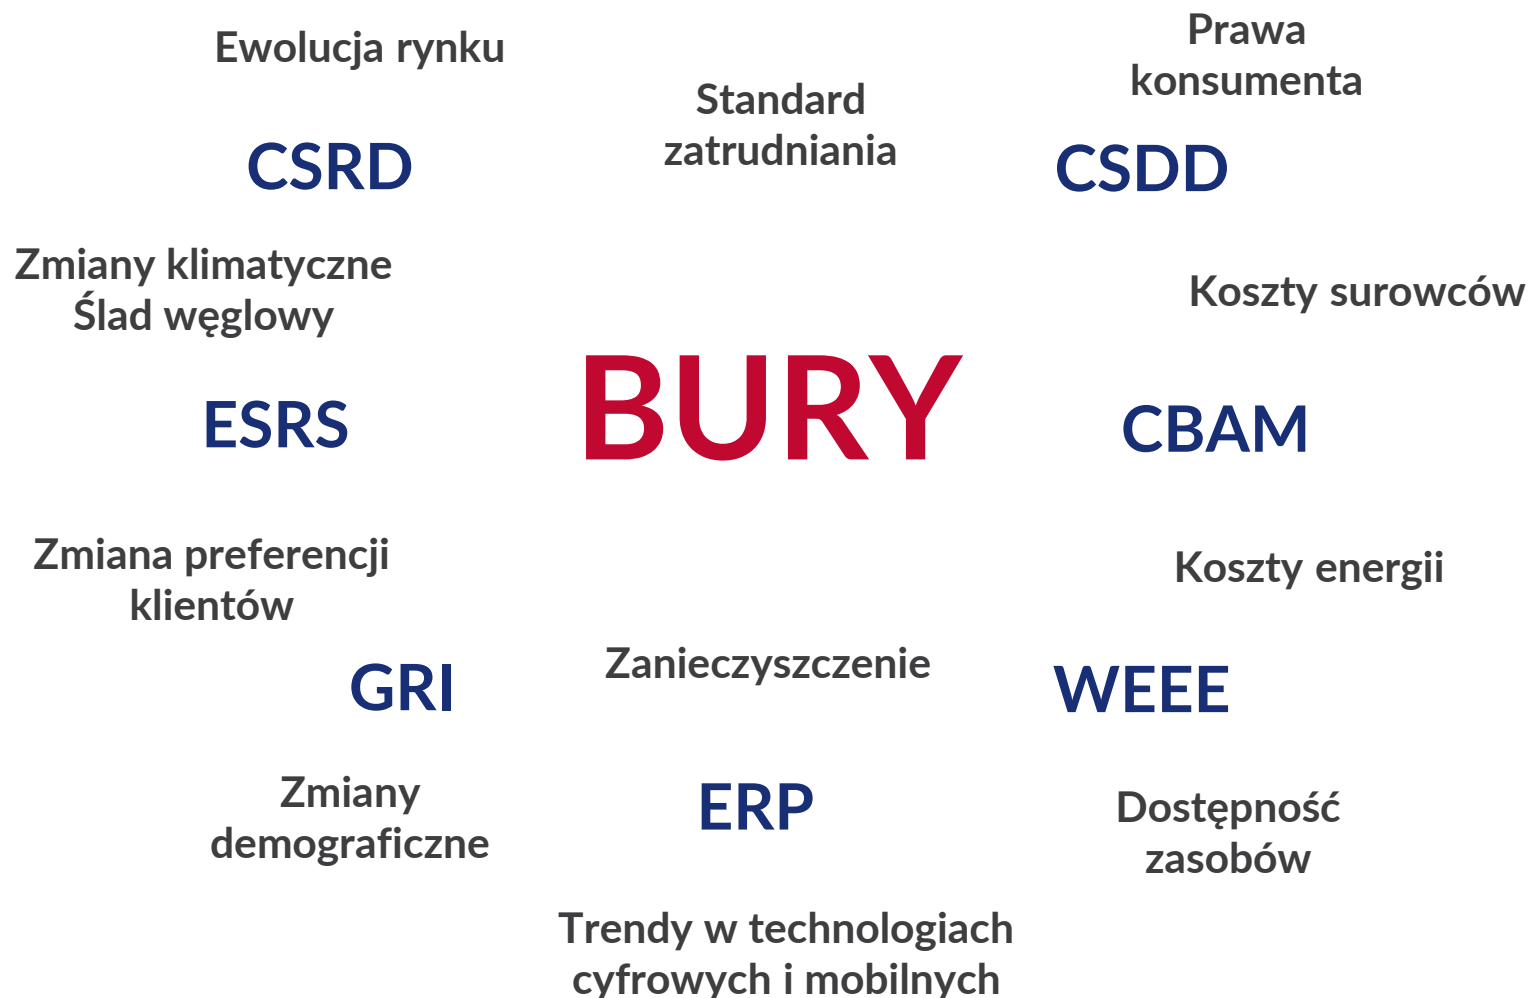 Ewolucja rynku
Prawa
konsumenta
Standard
zatrudniania
CSRD
CSDD
Zmiany klimatyczne
Ślad węglowy
Koszty surowców
BURY
ESRS
CBAM
Zmiana preferencji
klientów
Koszty energii
Zanieczyszczenie
GRI
WEEE
Zmiany
demograficzne
ERP
Dostępność
zasobów
Trendy w technologiach
cyfrowych i mobilnych